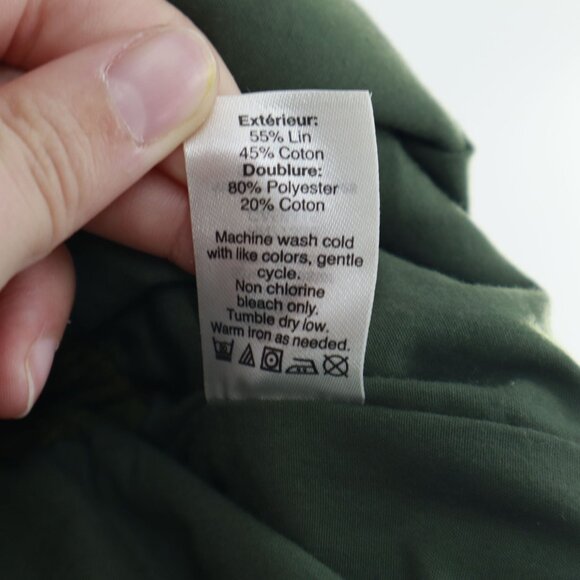 Extérieur:
55% Lin
45% Coton
Doublure:
80% Polyester
20% Coton
Machine wash cold
with like colors, gentle
cycle.
Non chlorine
bleach only.
Tumble dry low.
Warm iron as needed.